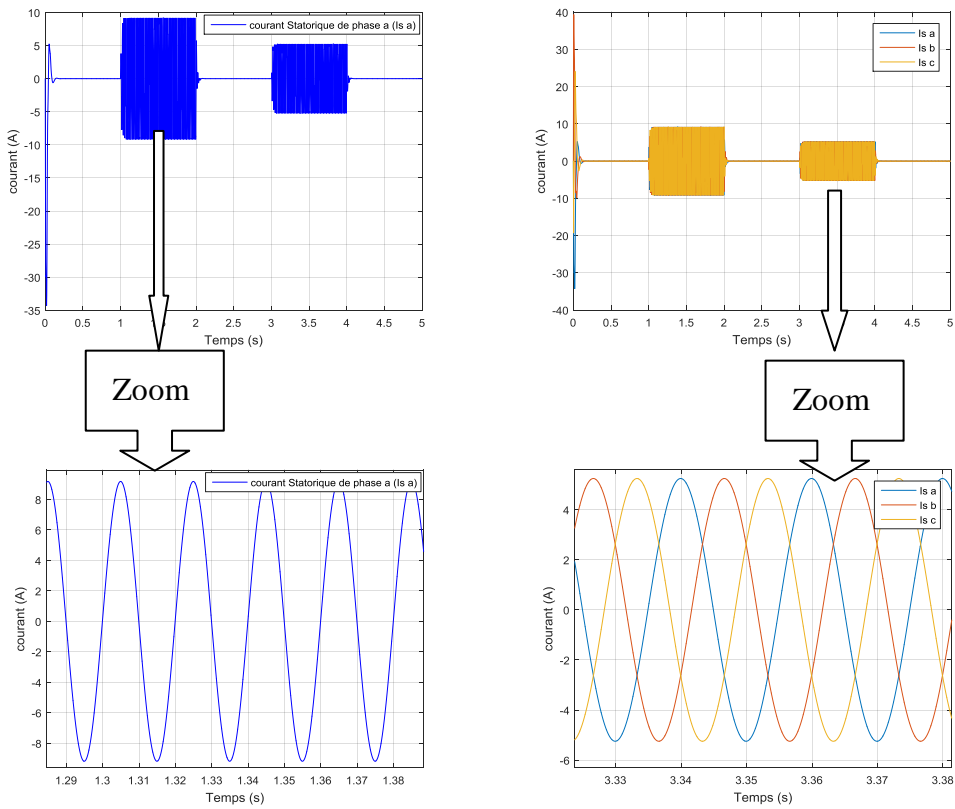 courant Statorique de phase a (Is a)
10
5
0
-5
-10
-15
-20
-25
-30
-35
courant (A)
0 0.5 1 1.5 2 2.5 3 3.5 4 4.5 5
Temps (s)
Is a
Is b
Is c
40
30
20
10
0
-10
-20
-30
-40
courant (A)
0 0.5 1 1.5 2 2.5 3 3.5 4 4.5 5
Temps (s)
Zoom
Zoom
courant Statorique de phase a (Is a)
8
6
4
2
0
-2
-4
-6
-8
courant (A)
1.29 1.3 1.31 1.32 1.33 1.34 1.35 1.36 1.37 1.38
Temps (s)
Is a
Is b
Is c
4
2
0
-2
-4
-6
courant (A)
3.33 3.34 3.35 3.36 3.37 3.38
Temps (s)